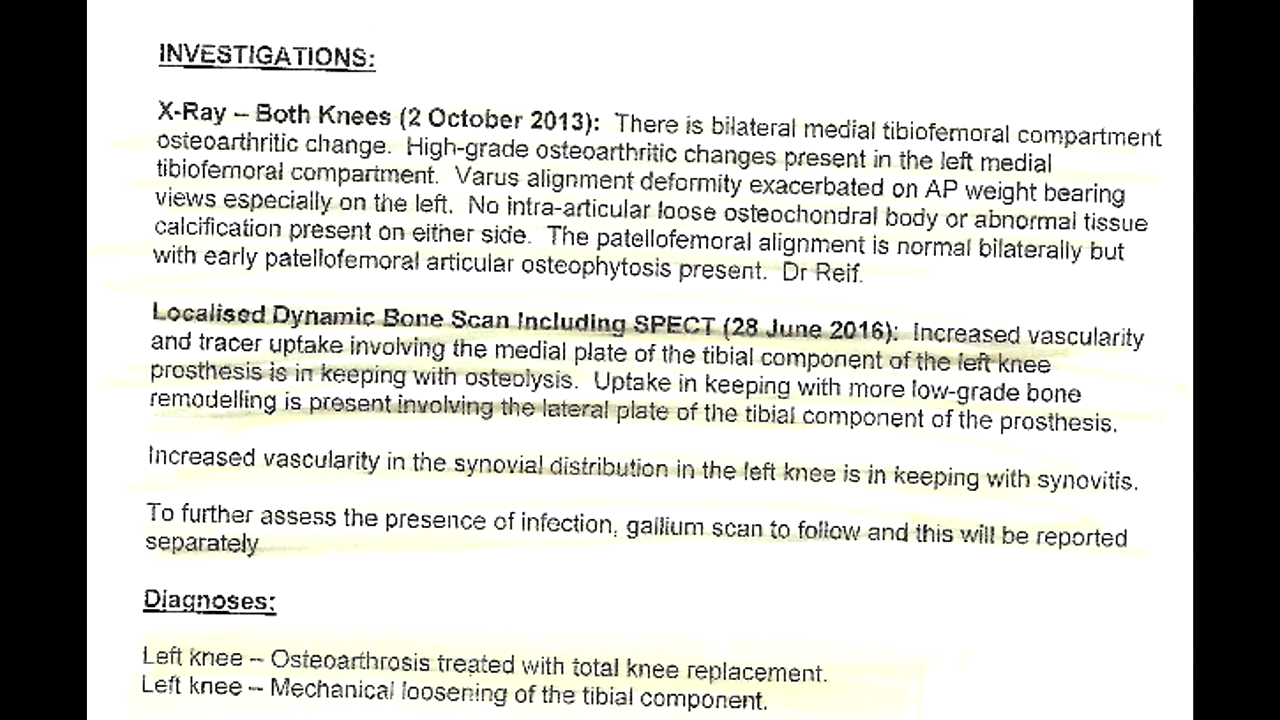 INVESTIGATIONS:
X-Ray – Both Knees (2 October 2013): There is bilateral medial tibiofemoral compartment
osteoarthritic change. High-grade osteoarthritic changes present in the left medial
tibiofemoral compartment. Varus alignment deformity exacerbated on AP weight bearing
views especially on the left. No intra-articular loose osteochondral body or abnormal tissue
calcification present on either side. The patellofemoral alignment is normal bilaterally but
with early patellofemoral articular osteophytosis present. Dr Reif.
Localised Dynamic Bone Scan Including SPECT (28 June 2016): Increased vascularity
and tracer uptake involving the medial plate of the tibial component of the left knee
prosthesis is in keeping with osteolysis. Uptake in keeping with more low-grade bone
remodelling is present involving the lateral plate of the tibial component of the prosthesis.
Increased vascularity in the synovial distribution in the left knee is in keeping with synovitis.
To further assess the presence of infection, gallium scan to follow and this will be reported
separately
Diagnoses:
Left knee – Osteoarthrosis treated with total knee replacement.
Left knee – Mechanical loosening of the tibial component.